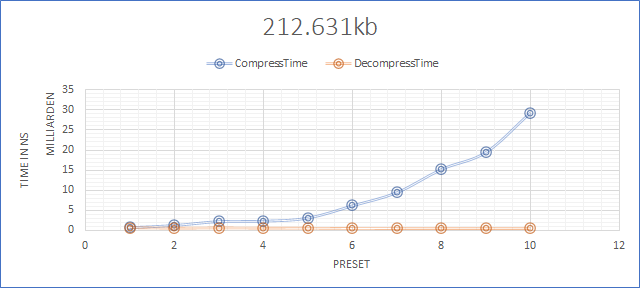 212.631kb
CompressTime DecompressTime
TIME IN NS
MILLIARDEN
35
30
25
20
15
10
5
0
0 2 4 6 8 10 12
PRESET